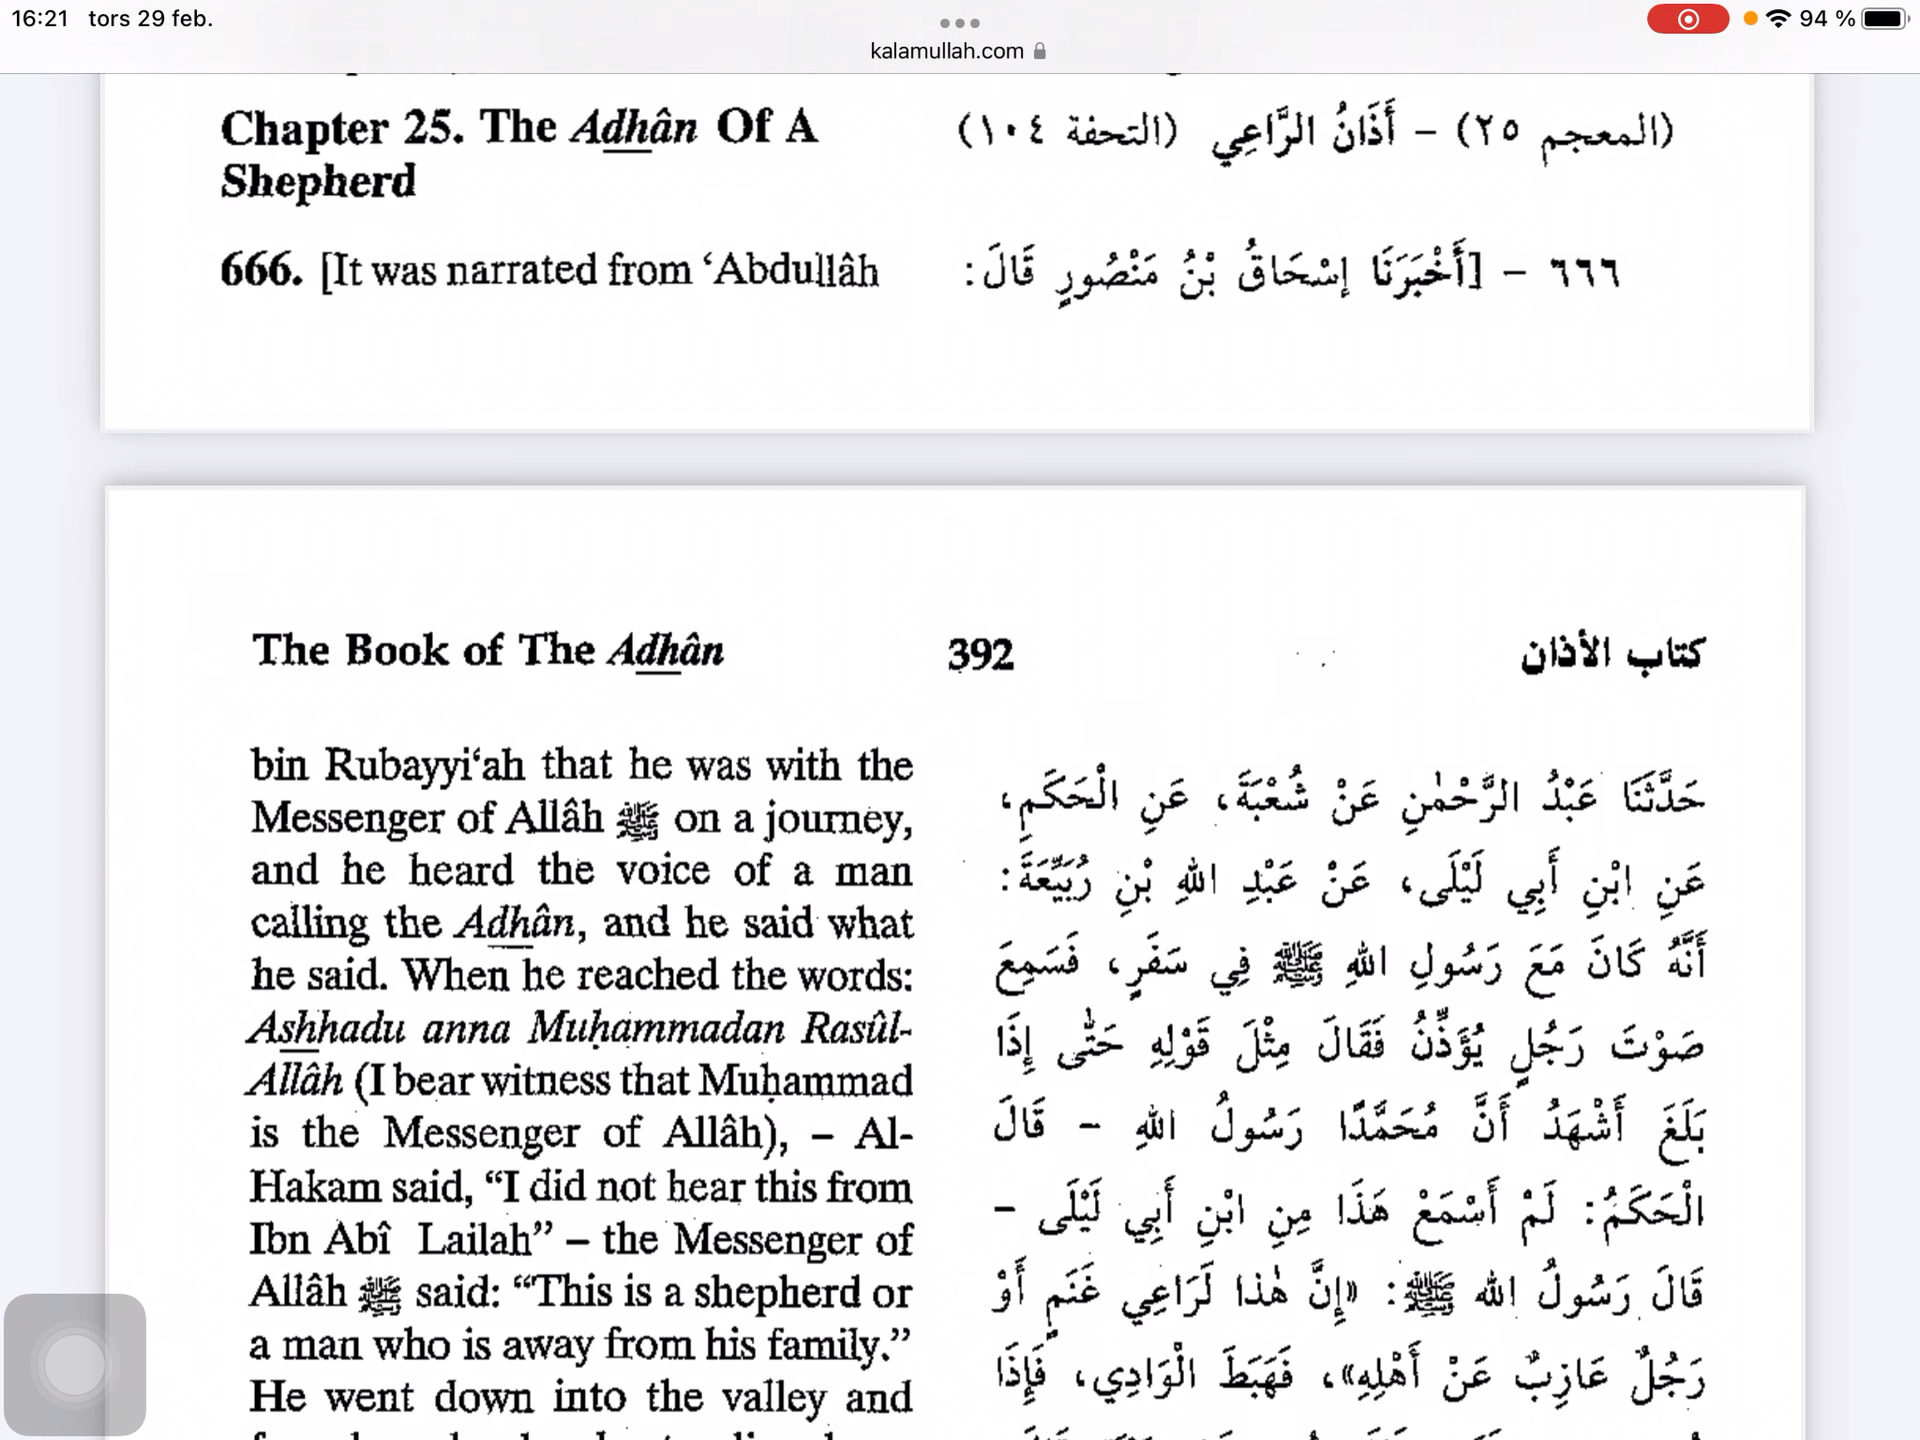 16:21 tors 29 feb.
94 %
kalamullah.com
Chapter 25. The Adhân Of A
Shepherd
(المعجم ٢٥) - أَذَانُ الرَّاعِي (التحفة ١٠٤)
666. [It was narrated from ‘Abdullâh
٦٦٦ - [أَخْبَرَنَا إِسْحَاقُ بْنُ مَنْصُورٍ قَالَ:
The Book of The Adhân
392
كتاب الأذان
bin Rubayyi‘ah that he was with the
Messenger of Allâh ﷺ on a journey,
and he heard the voice of a man
calling the Adhân, and he said what
he said. When he reached the words:
Ashhadu anna Muḥammadan Rasûl-
Allâh (I bear witness that Muḥammad
is the Messenger of Allâh), – Al-
Hakam said, “I did not hear this from
Ibn Abî Lailah” – the Messenger of
Allâh ﷺ said: “This is a shepherd or
a man who is away from his family.”
He went down into the valley and
حَدَّثَنَا عَبْدُ الرَّحْمٰنِ عَنْ شُعْبَةَ، عَنِ الْحَكَمِ،
عَنِ ابْنِ أَبِي لَيْلَى، عَنْ عَبْدِ اللهِ بْنِ رُبَيِّعَةَ:
أَنَّهُ كَانَ مَعَ رَسُولِ اللهِ ﷺ فِي سَفَرٍ، فَسَمِعَ
صَوْتَ رَجُلٍ يُؤَذِّنُ فَقَالَ مِثْلَ قَوْلِهِ حَتَّى إِذَا
بَلَغَ أَشْهَدُ أَنَّ مُحَمَّدًا رَسُولُ اللهِ - قَالَ
الْحَكَمُ: لَمْ أَسْمَعْ هَذَا مِنِ ابْنِ أَبِي لَيْلَى -
قَالَ رَسُولُ الله ﷺ: «إِنَّ هٰذا لَرَاعِي غَنَمٍ أَوْ
رَجُلٌ عَازِبٌ عَنْ أَهْلِهِ»، فَهَبَطَ الْوَادِي، فَإِذَا